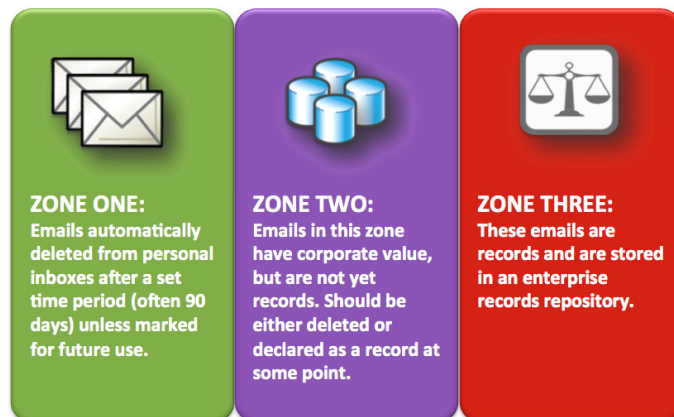 ZONE ONE:
Emails automatically
deleted from personal
inboxes after a set
time period (often 90
days) unless marked
for future use.
ZONE TWO:
Emails in this zone
have corporate value,
but are not yet
records. Should be
either deleted or
declared as a record at
some point.
ZONE THREE:
These emails are
records and are stored
in an enterprise
records repository.